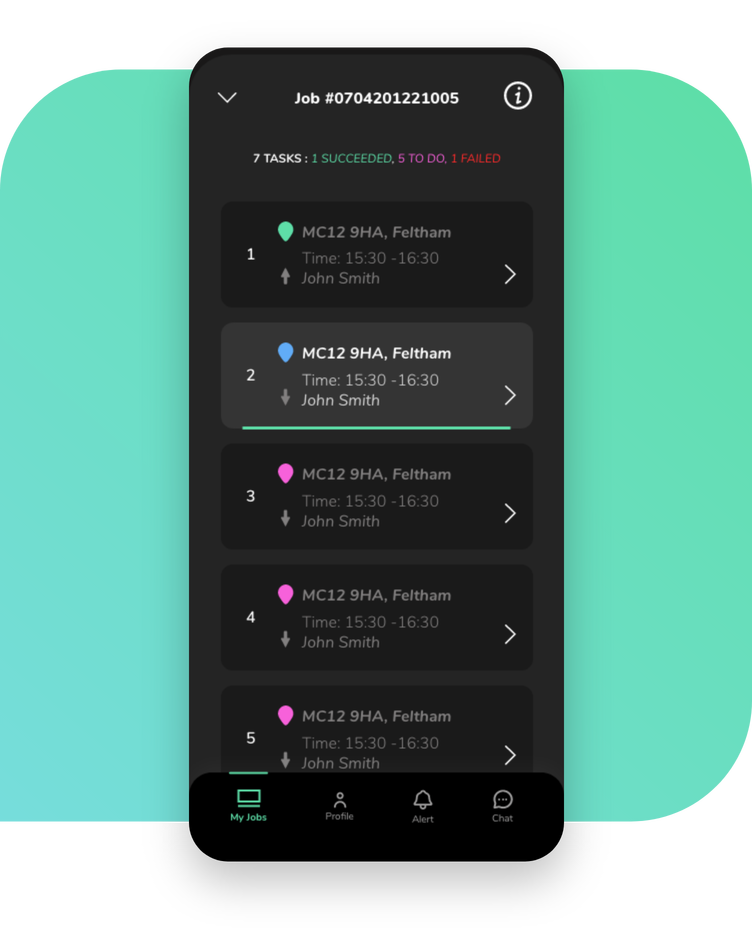 Job #0704201221005
7 TASKS : 1 SUCCEEDED, 5 TO DO, 1 FAILED
1
MC12 9HA, Feltham
Time: 15:30 -16:30
John Smith
2
MC12 9HA, Feltham
Time: 15:30 -16:30
John Smith
3
MC12 9HA, Feltham
Time: 15:30 -16:30
John Smith
4
MC12 9HA, Feltham
Time: 15:30 -16:30
John Smith
5
MC12 9HA, Feltham
Time: 15:30 -16:30
John Smith
My Jobs Profile Alert Chat